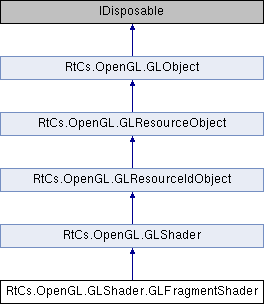 IDisposable
RtCs.OpenGL.GLObject
RtCs.OpenGL.GLResourceObject
RtCs.OpenGL.GLResourceIdObject
RtCs.OpenGL.GLShader
RtCs.OpenGL.GLShader.GLFragmentShader